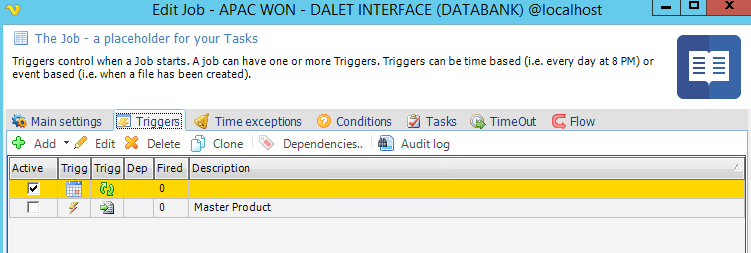 Edit Job - APAC WON - DALET INTERFACE (DATABANK) @localhost
The Job - a placeholder for your Tasks
Triggers control when a Job starts. A job can have one or more Triggers. Triggers can be time based (i.e. every day at 8 PM) or
event based (i.e. when a file has been created).
Main settings Triggers Time exceptions Conditions Tasks TimeOut Flow
Add Edit Delete Clone Dependencies.. Audit log
Active Trigg Trigg Dep Fired Description
0
0 Master Product